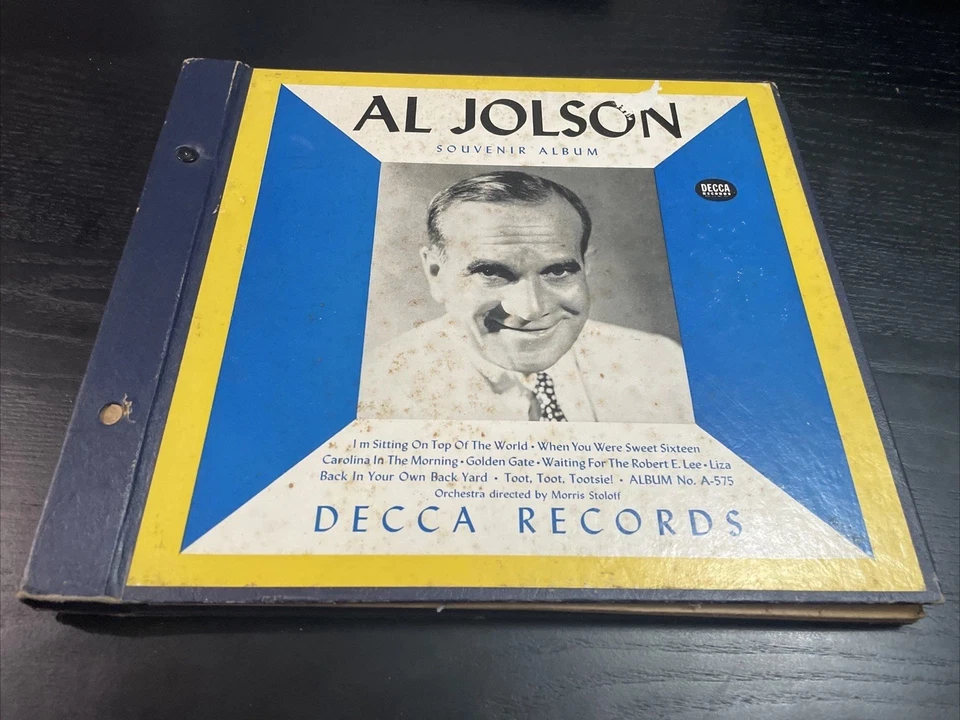 AL JOLSON
SOUVENIR ALBUM
DECCA
RECORDS
I m Sitting On Top Of The World • When You Were Sweet Sixteen
Carolina In The Morning • Golden Gate • Waiting For The Robert E. Lee • Liza
Back In Your Own Back Yard • Toot, Toot, Tootsie! • ALBUM No. A-575
Orchestra directed by Morris Stoloff
DECCA RECORDS